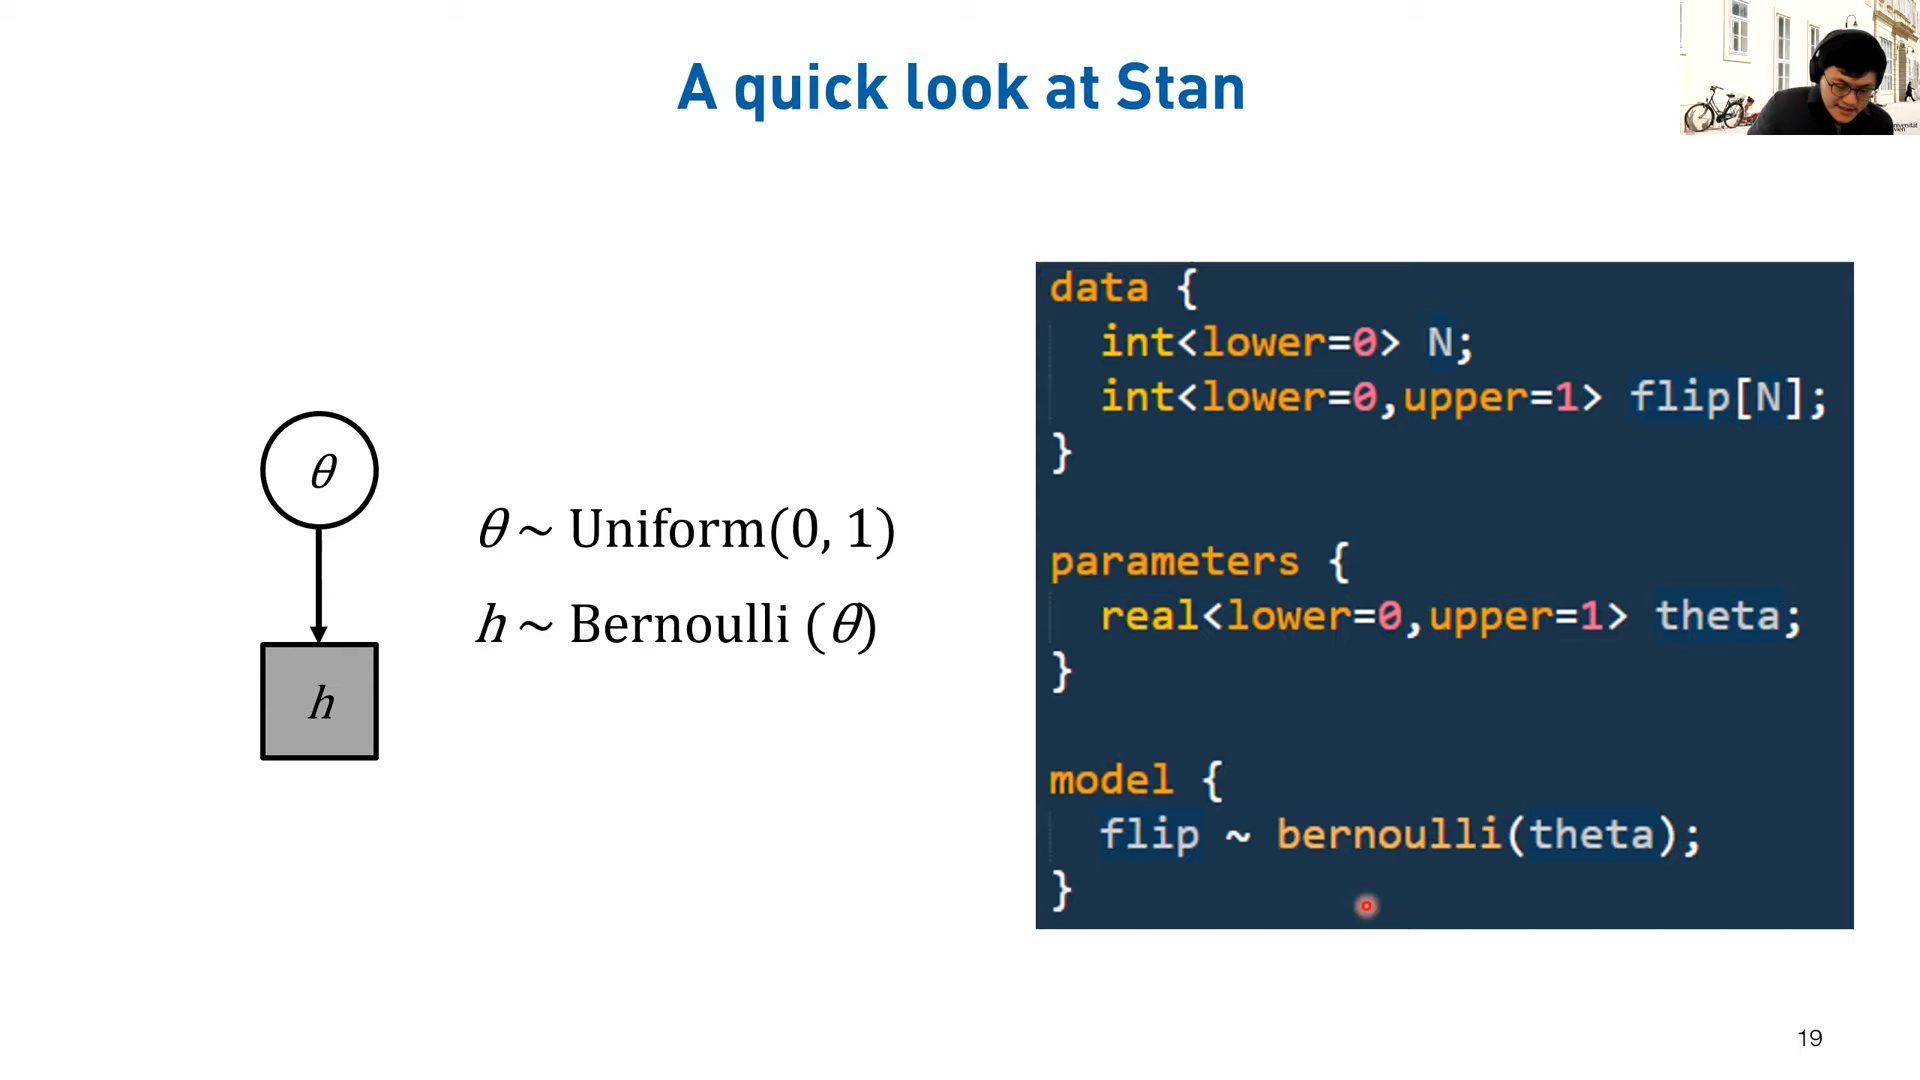 A quick look at Stan
θ
θ ~ Uniform(0, 1)
h ~ Bernoulli (θ)
h
data {
int<lower=0> N;
int<lower=0,upper=1> flip[N];
}
parameters {
real<lower=0,upper=1> theta;
}
model {
flip ~ bernoulli(theta);
}
19